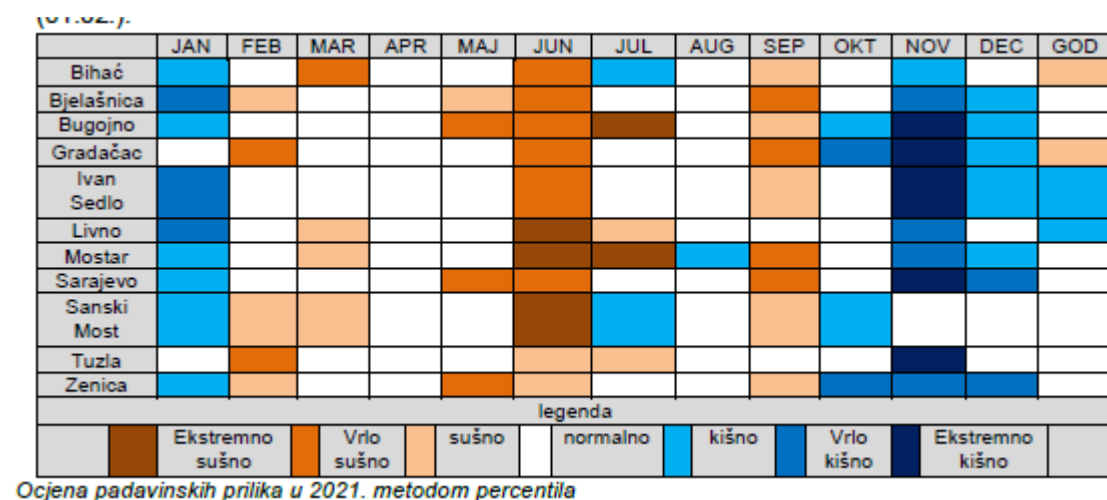 (01.02.).
JAN FEB MAR APR MAJ JUN JUL AUG SEP OKT NOV DEC GOD
Bihać
Bjelašnica
Bugojno
Gradačac
Ivan
Sedlo
Livno
Mostar
Sarajevo
Sanski
Most
Tuzla
Zenica
legenda
Ekstremno sušno Vrlo sušno sušno normalno kišno Vrlo kišno Ekstremno kišno
Ocjena padavinskih prilika u 2021. metodom percentila